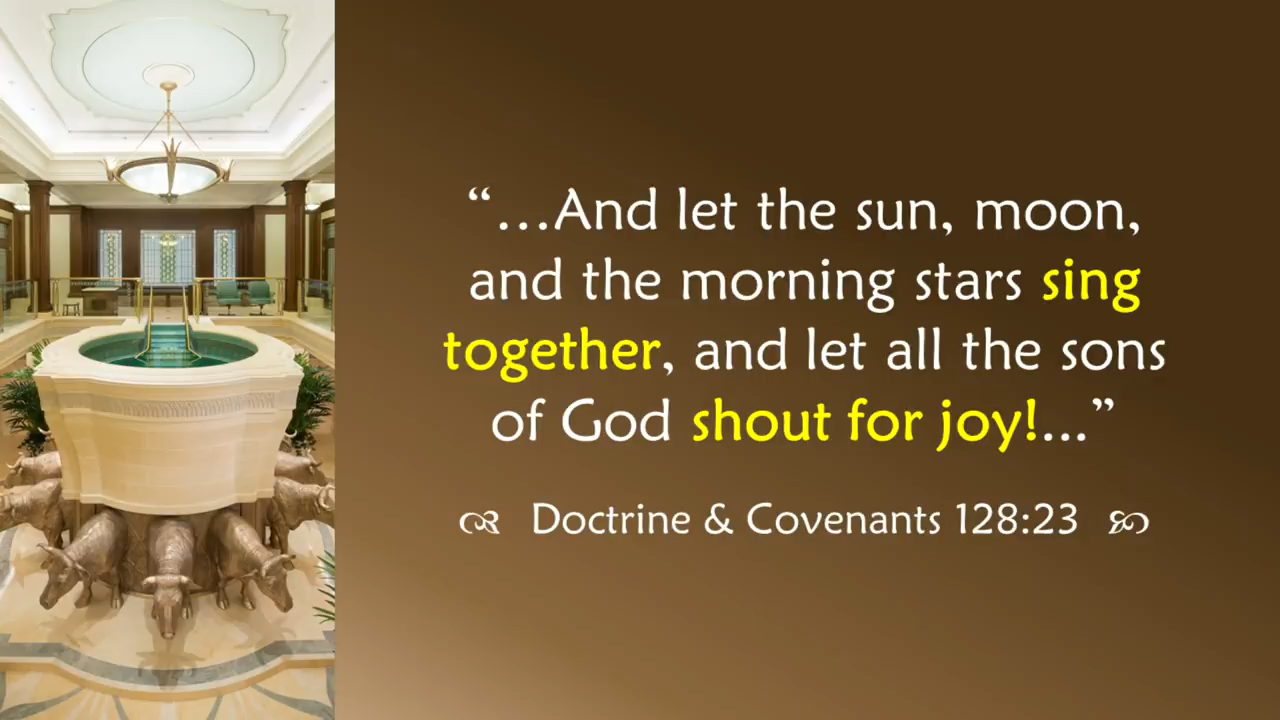 “…And let the sun, moon,
and the morning stars sing
together, and let all the sons
of God shout for joy!...”
Doctrine & Covenants 128:23